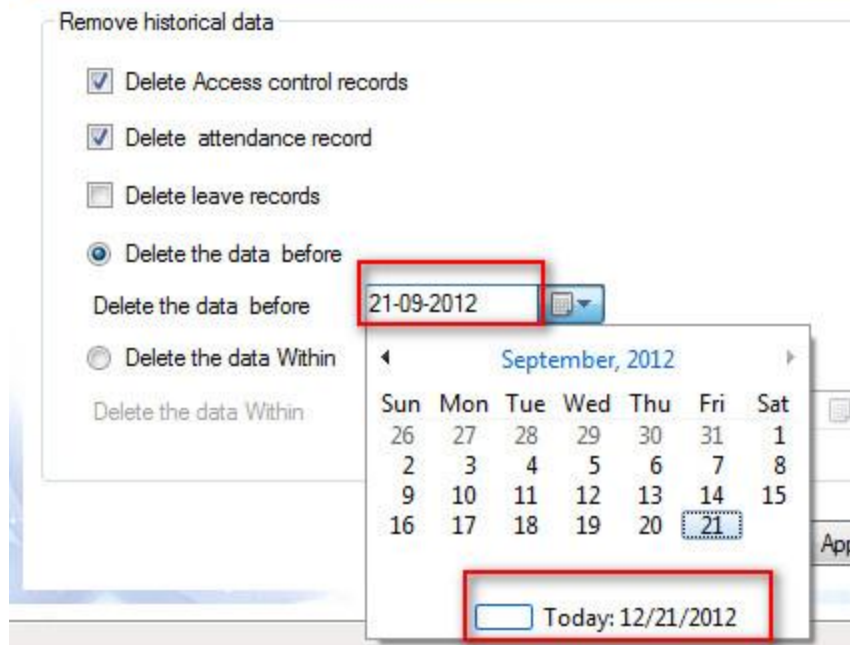 Remove historical data
Delete Access control records
Delete attendance record
Delete leave records
Delete the data before
Delete the data before 21-09-2012
Delete the data Within
September, 2012
Delete the data Within
Sun Mon Tue Wed Thu Fri Sat
26 27 28 29 30 31 1
2 3 4 5 6 7 8
9 10 11 12 13 14 15
16 17 18 19 20 21
App
Today: 12/21/2012